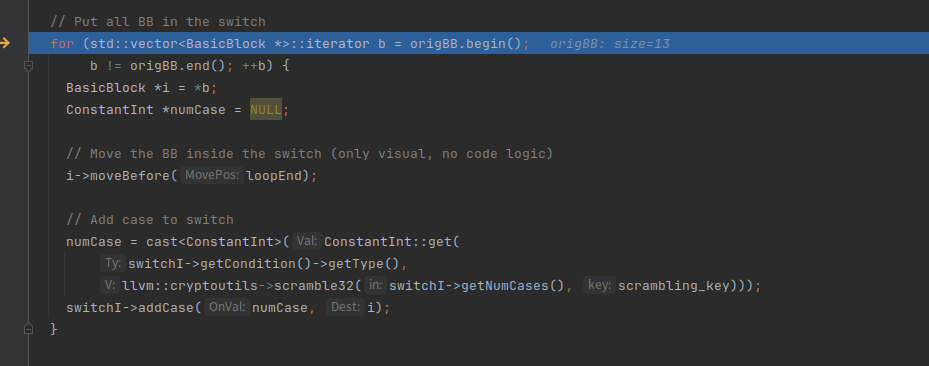 // Put all BB in the switch
for (std::vector<BasicBlock *>::iterator b = origBB.begin();   origBB: size=13
     b != origBB.end(); ++b) {
  BasicBlock *i = *b;
  ConstantInt *numCase = NULL;

  // Move the BB inside the switch (only visual, no code logic)
  i->moveBefore( MovePos: loopEnd);

  // Add case to switch
  numCase = cast<ConstantInt>( Val: ConstantInt::get(
       Ty: switchI->getCondition()->getType(),
       V: llvm::cryptoutils->scramble32( in: switchI->getNumCases(), key: scrambling_key)));
  switchI->addCase( OnVal: numCase, Dest: i);
}